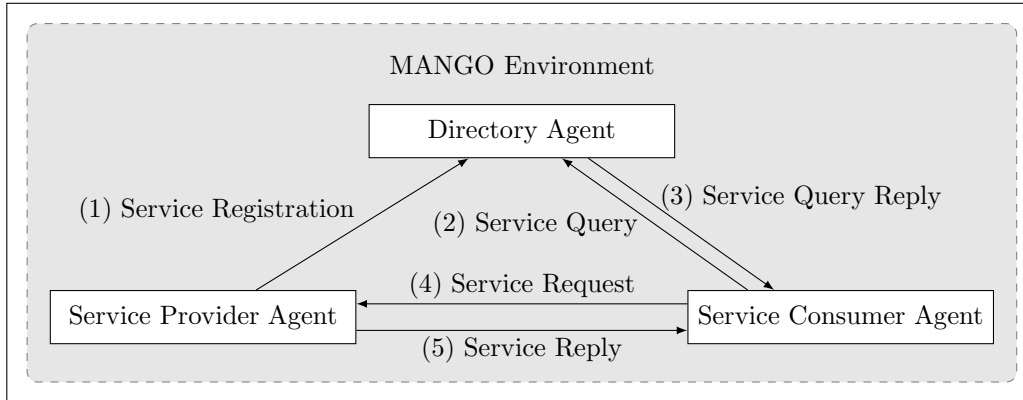 MANGO Environment
Directory Agent
(1) Service Registration
(2) Service Query
(3) Service Query Reply
(4) Service Request
Service Provider Agent
Service Consumer Agent
(5) Service Reply